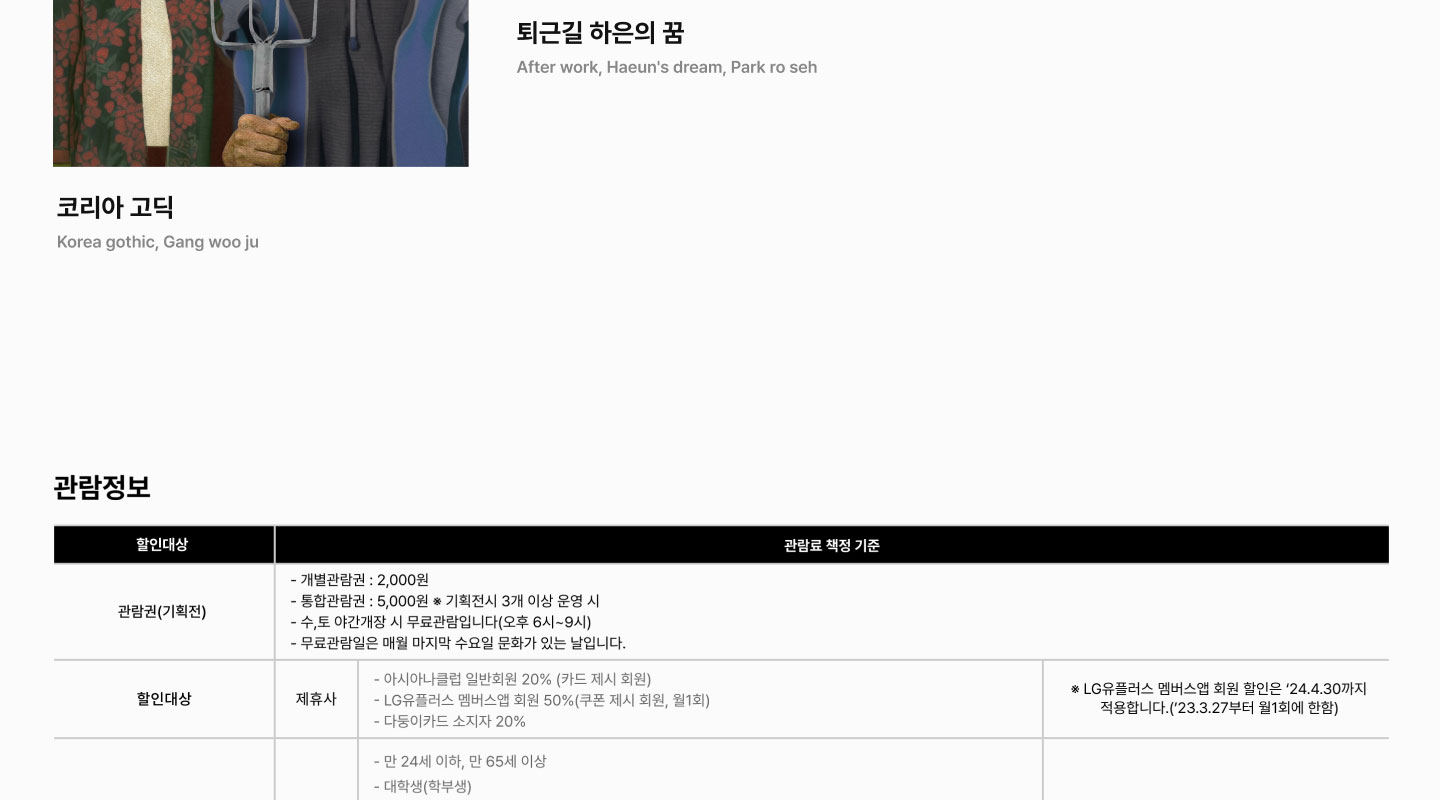 퇴근길 하은의 꿈
After work, Haeun's dream, Park ro seh
코리아 고딕
Korea gothic, Gang woo ju
관람정보
할인대상
관람료 책정 기준
관람권(기획전)
- 개별관람권 : 2,000원
- 통합관람권 : 5,000원 ※ 기획전시 3개 이상 운영 시
- 수,토 야간개장 시 무료관람입니다(오후 6시~9시)
- 무료관람일은 매월 마지막 수요일 문화가 있는 날입니다.
할인대상
제휴사
- 아시아나클럽 일반회원 20% (카드 제시 회원)
- LG유플러스 멤버스앱 회원 50%(쿠폰 제시 회원, 월1회)
- 다둥이카드 소지자 20%
※ LG유플러스 멤버스앱 회원 할인은 ‘24.4.30까지
적용합니다.(‘23.3.27부터 월1회에 한함)
- 만 24세 이하, 만 65세 이상
- 대학생(학부생)